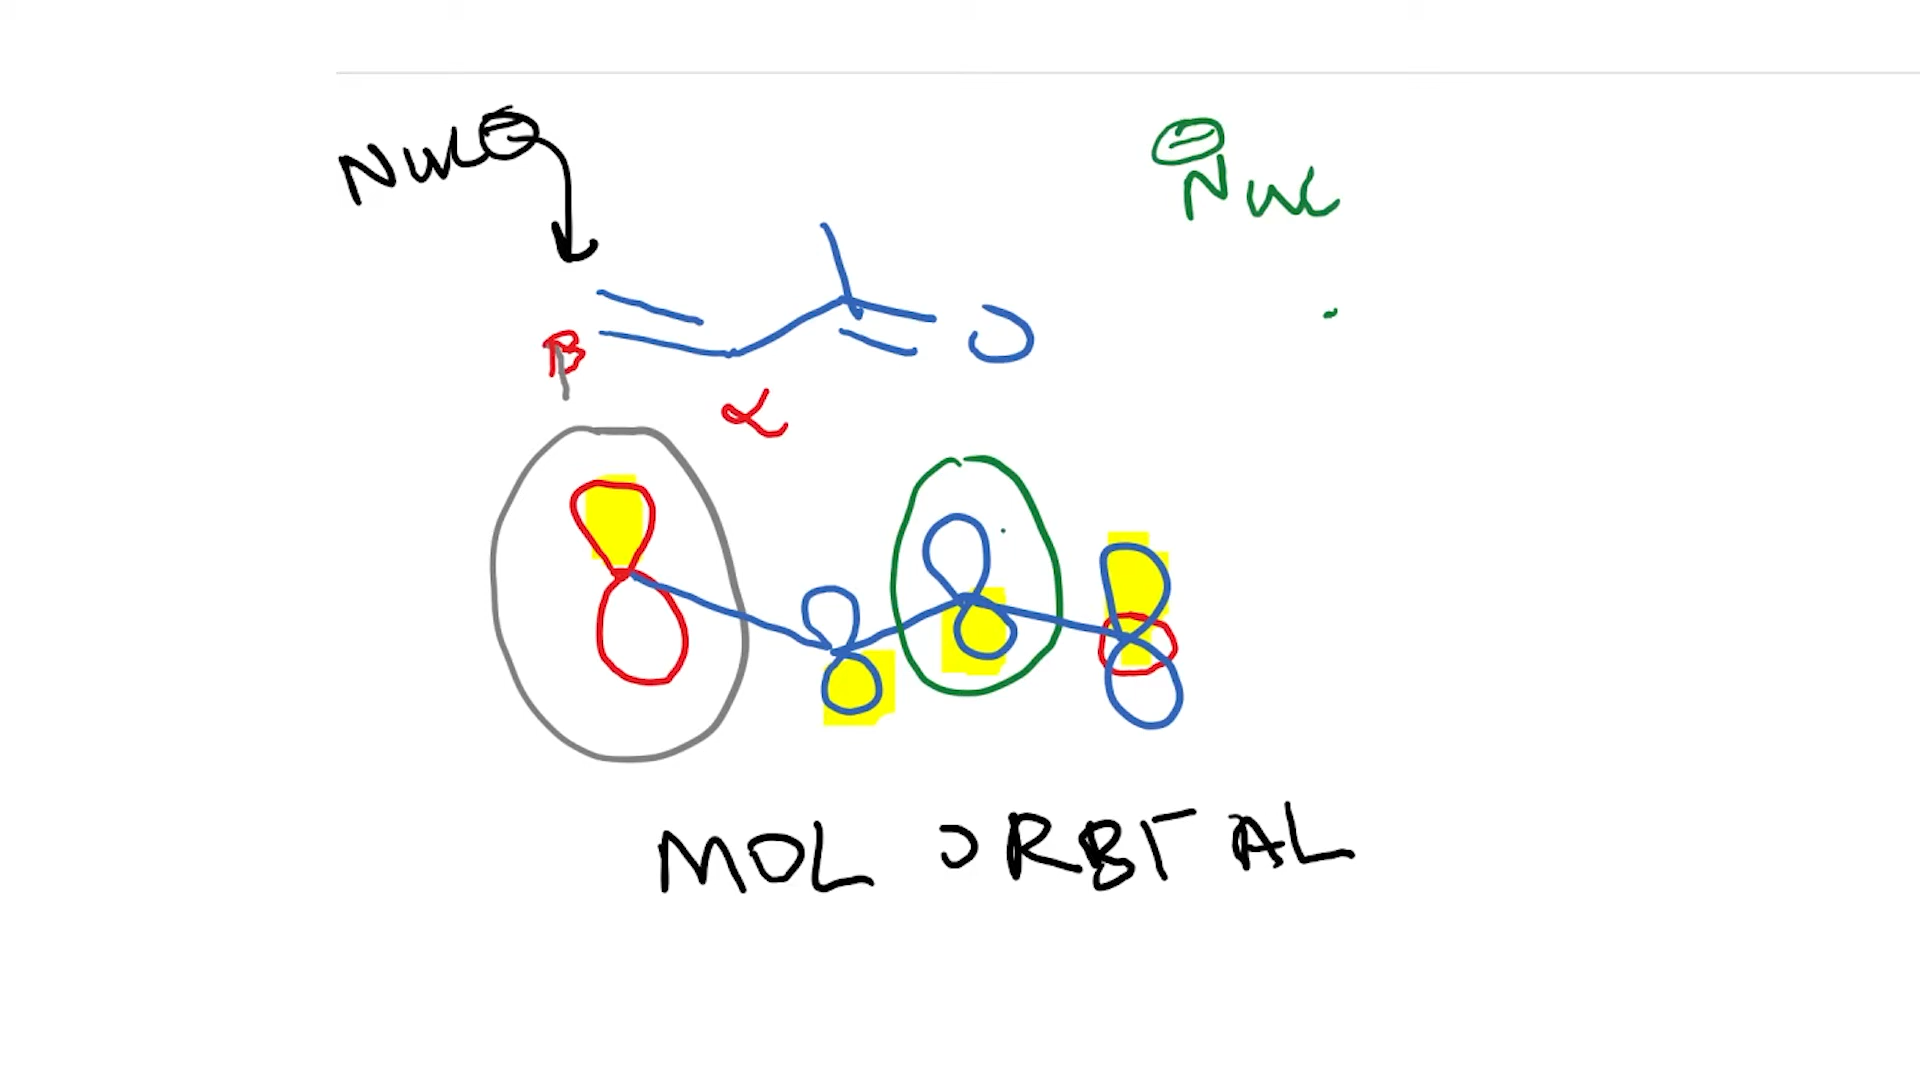 Nuc⊖
⊖
Nuc
O
β
α
MOL ORBITAL